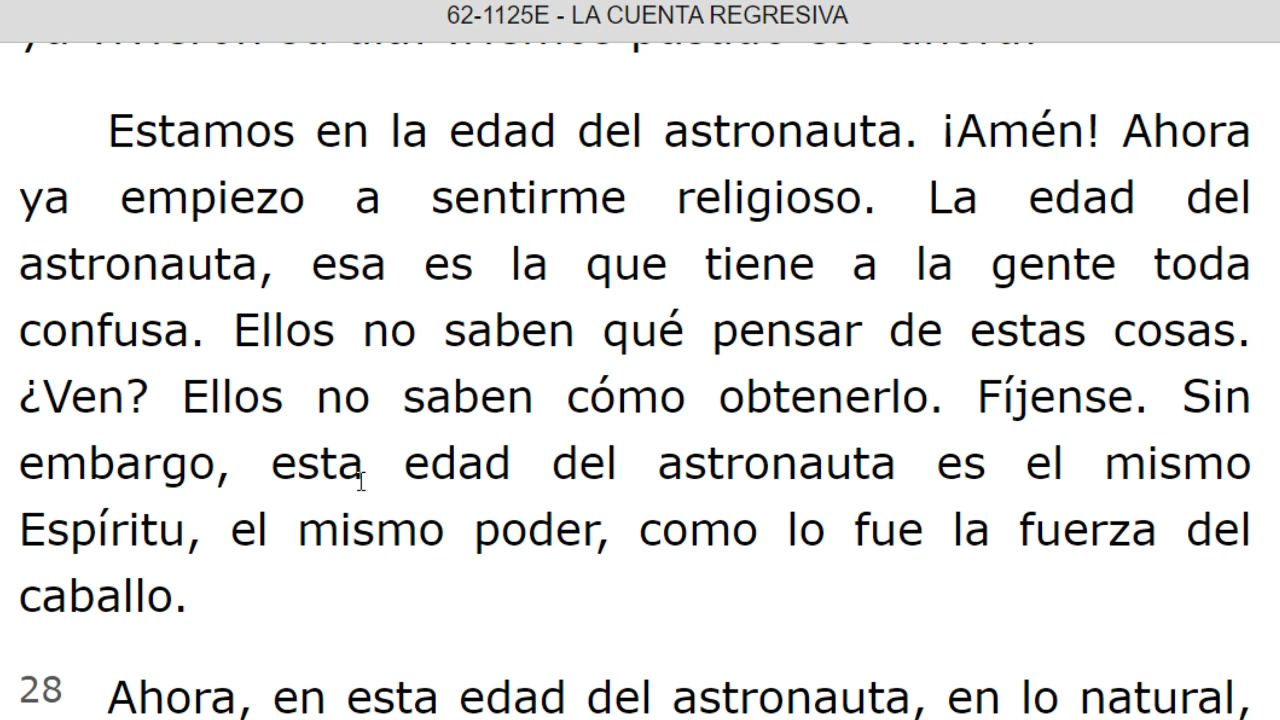 62-1125E - LA CUENTA REGRESIVA
Estamos en la edad del astronauta. ¡Amén! Ahora
ya empiezo a sentirme religioso. La edad del
astronauta, esa es la que tiene a la gente toda
confusa. Ellos no saben qué pensar de estas cosas.
¿Ven? Ellos no saben cómo obtenerlo. Fíjense. Sin
embargo, esta edad del astronauta es el mismo
Espíritu, el mismo poder, como lo fue la fuerza del
caballo.
28 Ahora, en esta edad del astronauta, en lo natural,